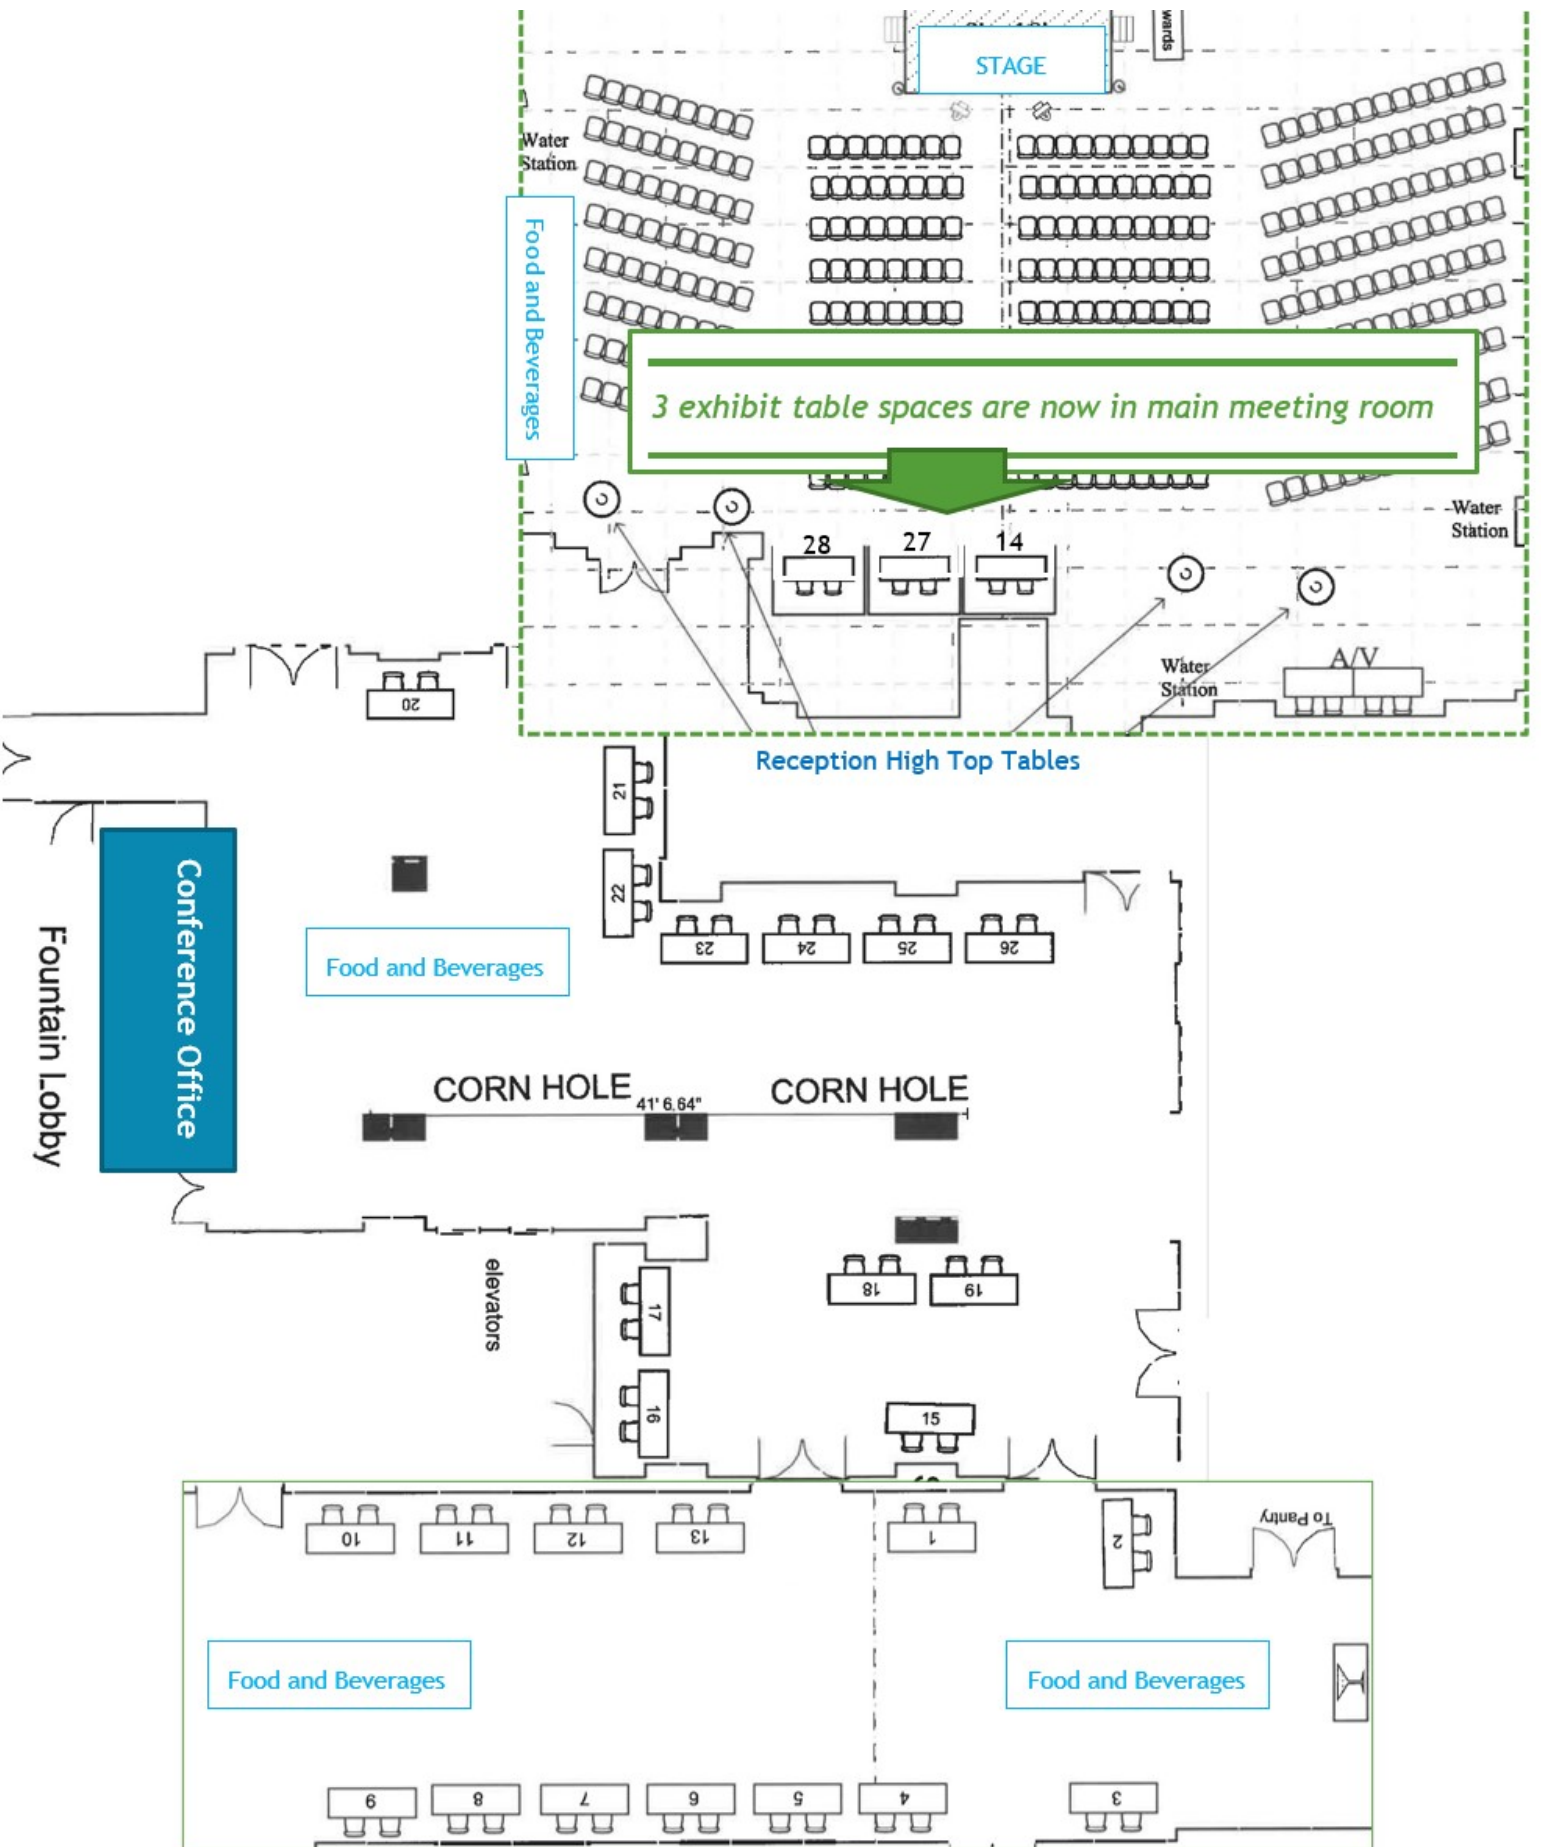 STAGE
wards
Water
Station
Food and Beverages
3 exhibit table spaces are now in main meeting room
Water
Station
28
27
14
Water
Station
A/V
20
Reception High Top Tables
21
22
23
24
25
26
Conference Office
Fountain Lobby
Food and Beverages
CORN HOLE
41' 6.64"
CORN HOLE
elevators
17
18
19
16
15
10
11
12
13
1
2
To Pantry
Food and Beverages
Food and Beverages
9
8
7
6
5
4
3